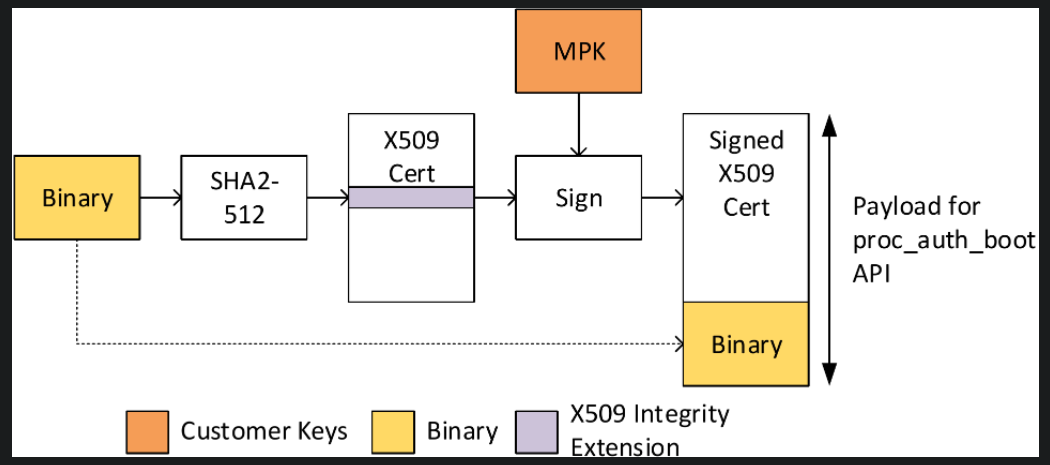 MPK
X509
Cert
Signed
X509
Cert
Binary
SHA2-
512
Sign
Payload for
proc_auth_boot
API
Binary
Customer Keys
Binary
X509 Integrity
Extension